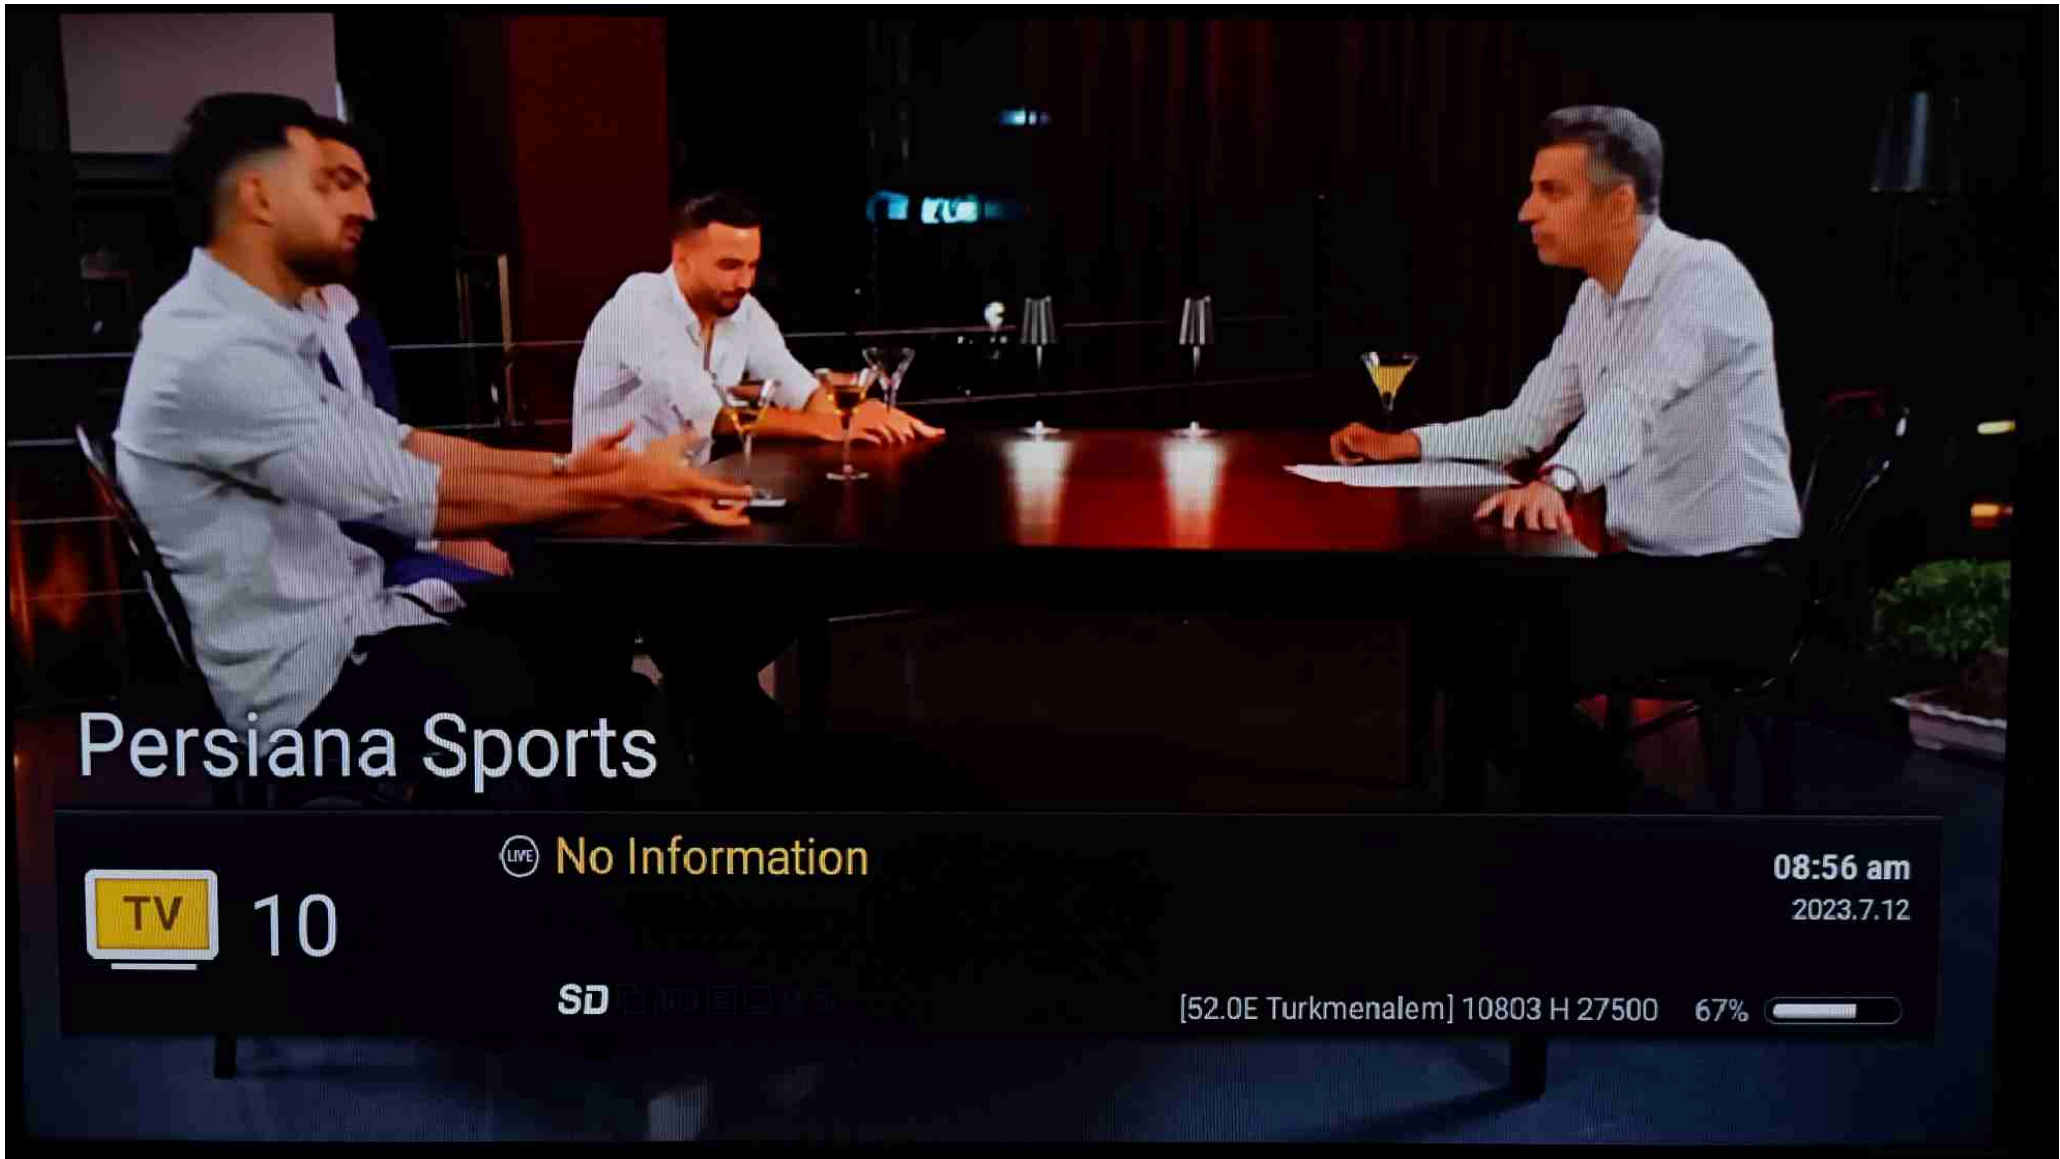 Persiana Sports
LIVE No Information
TV 10
08:56 am
2023.7.12
SD
[52.0E Turkmenalem] 10803 H 27500 67%